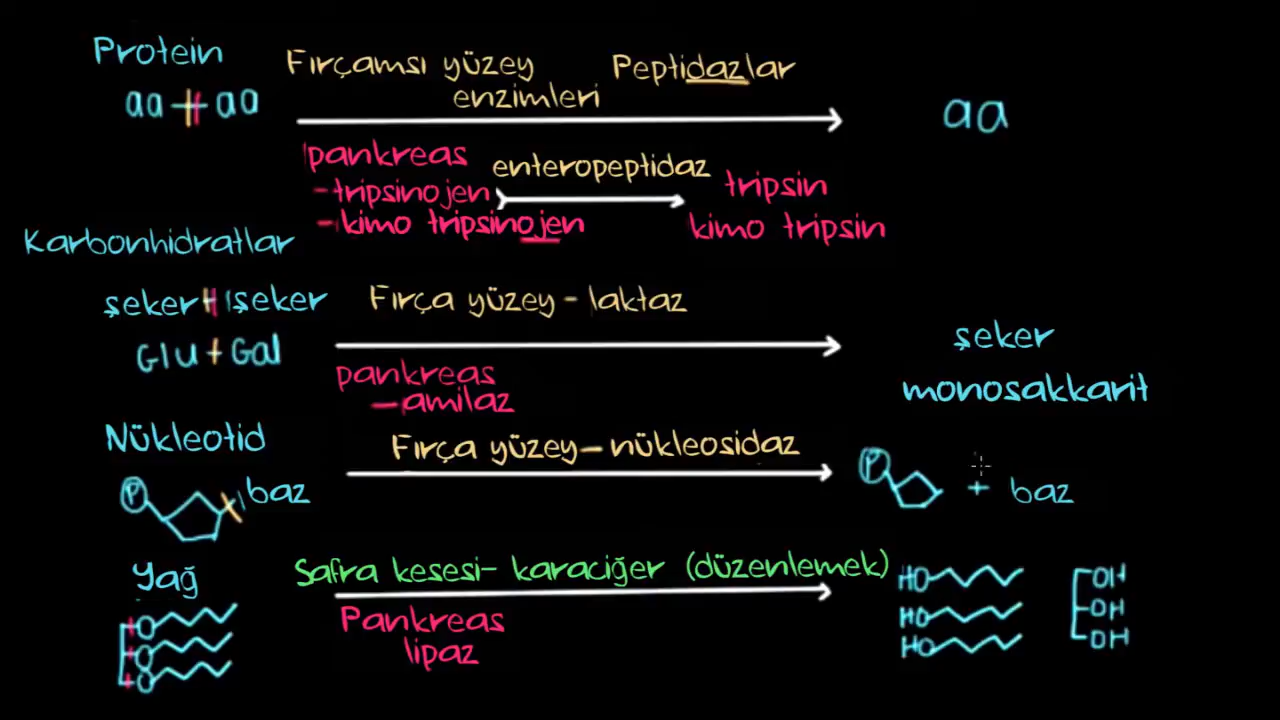 Protein
Fırçamsı yüzey Peptidazlar
enzimleri
aa + aa
aa
pankreas
enteropeptidaz
-tripsinojen
tripsin
-kimo tripsinojen
kimo tripsin
Karbonhidratlar
şeker+şeker
Fırça yüzey - laktaz
Glu+Gal
şeker
pankreas
-amilaz
monosakkarit
Nükleotid
Fırça yüzey-nükleosidaz
P
baz
P
+ baz
Yağ
Safra kesesi- karaciğer (düzenlemek)
Pankreas
lipaz
O
O
O
HO
HO
HO
OH
OH
OH